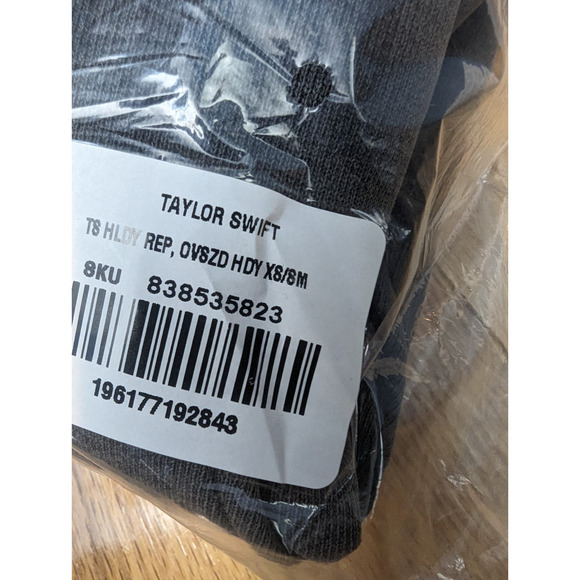 TAYLOR SWIFT
TS HLDY REP, OVSZD HDY XS/SM
SKU 838535823
196177192843